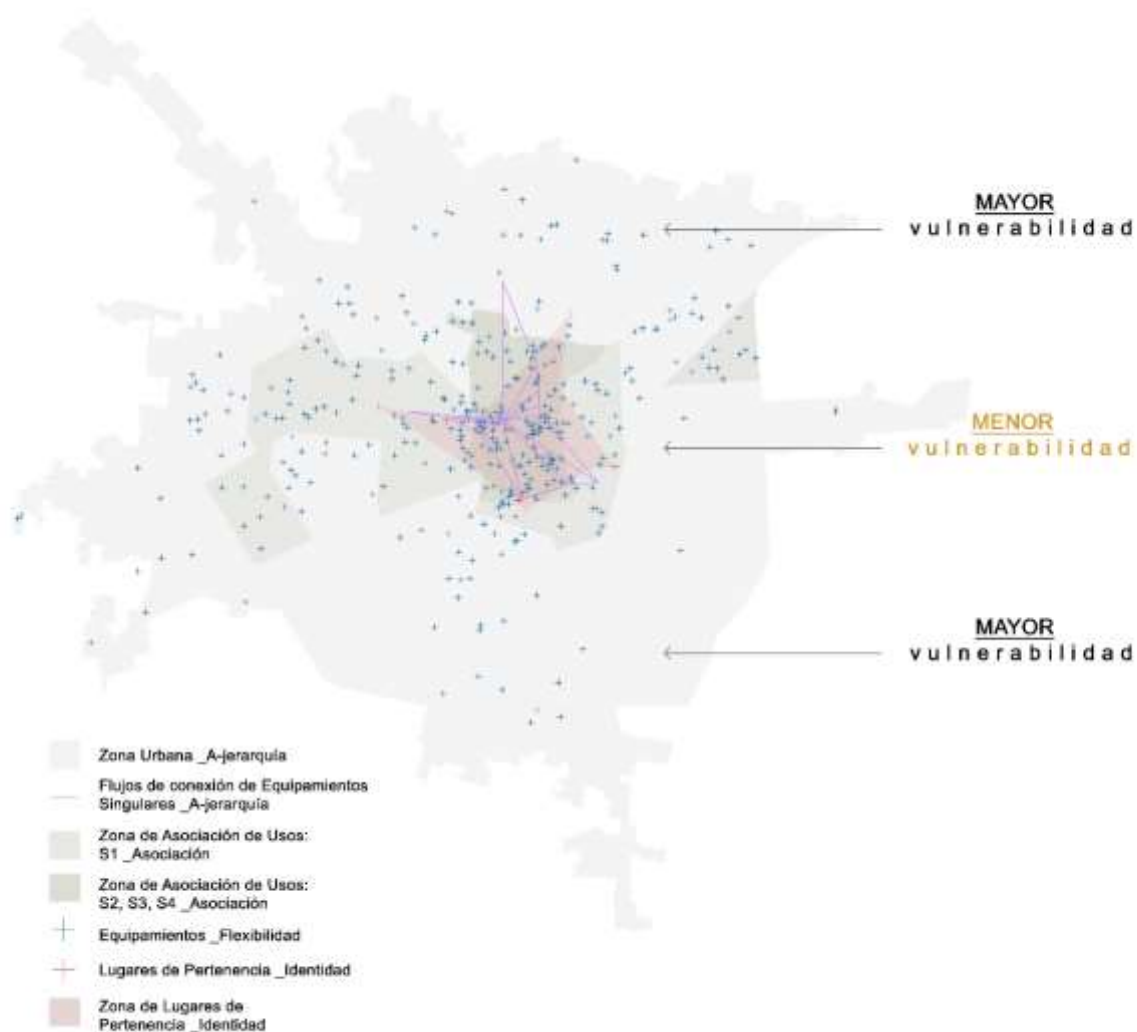 MAYOR
vulnerabilidad
MENOR
vulnerabilidad
MAYOR
vulnerabilidad
Zona Urbana _A-jerarquía
Flujos de conexión de Equipamientos
Singulares _A-jerarquía
Zona de Asociación de Usos:
S1 _Asociación
Zona de Asociación de Usos:
S2, S3, S4 _Asociación
Equipamientos _Flexibilidad
Lugares de Pertenencia _Identidad
Zona de Lugares de
Pertenencia _Identidad